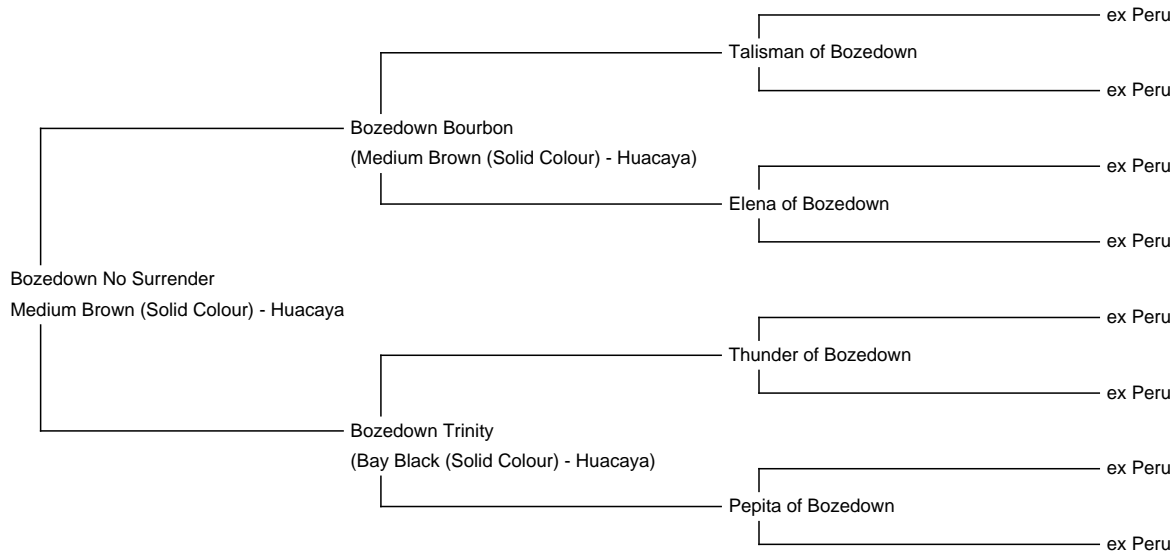 ex Peru
Talisman of Bozedown
ex Peru
Bozedown Bourbon
(Medium Brown (Solid Colour) - Huacaya)
ex Peru
Elena of Bozedown
ex Peru
Bozedown No Surrender
Medium Brown (Solid Colour) - Huacaya
ex Peru
Thunder of Bozedown
ex Peru
Bozedown Trinity
(Bay Black (Solid Colour) - Huacaya)
ex Peru
Pepita of Bozedown
ex Peru